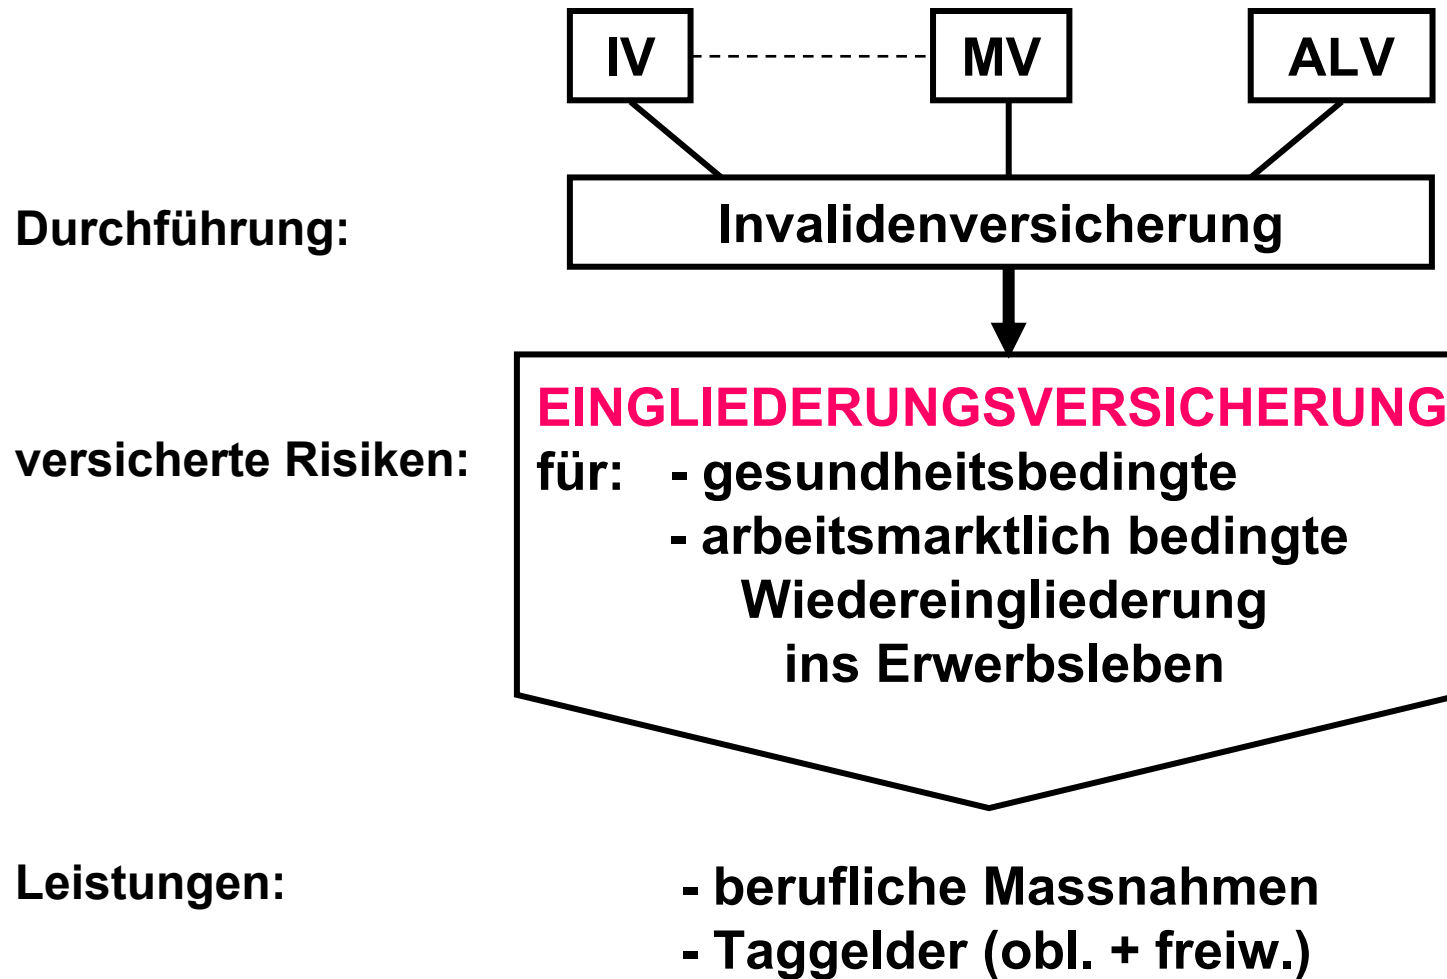 IV MV ALV
Durchführung: Invalidenversicherung
EINGLIEDERUNGSVERSICHERUNG
versicherte Risiken: für: - gesundheitsbedingte
- arbeitsmarktlich bedingte
Wiedereingliederung
ins Erwerbsleben
Leistungen: - berufliche Massnahmen
- Taggelder (obl. + freiw.)